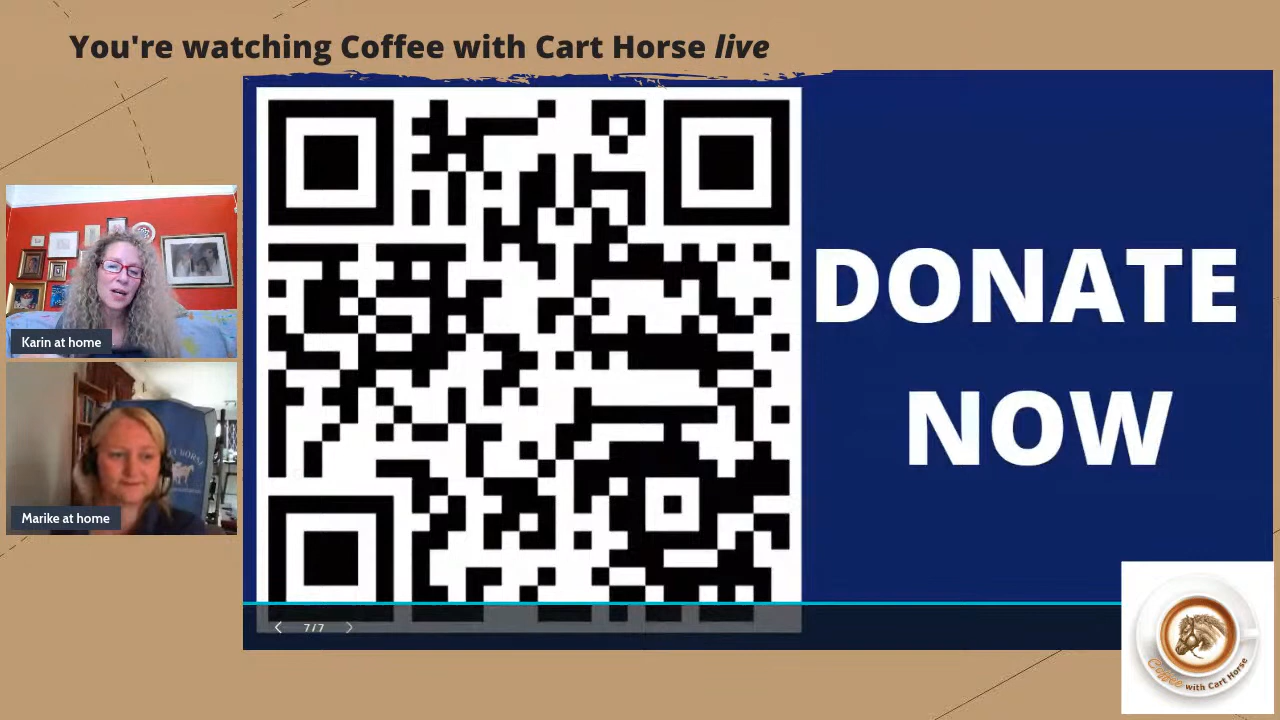 You're watching Coffee with Cart Horse live
DONATE
NOW
Karin at home
Marike at home
7/7
Coffee with Cart Horse